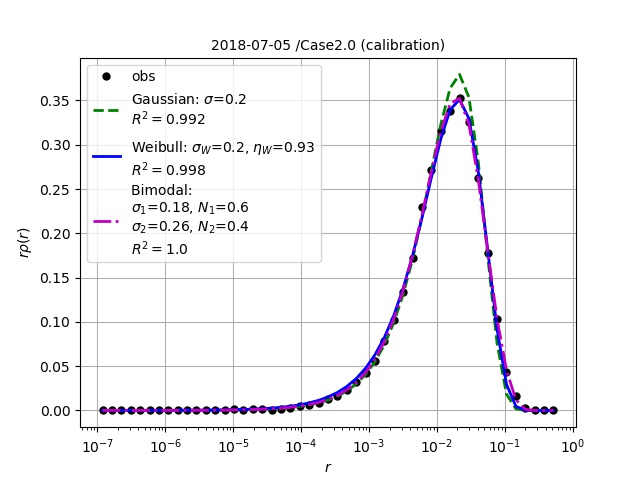 2018-07-05 /Case2.0 (calibration)
obs
Gaussian: σ=0.2
R² = 0.992
Weibull: σ_W=0.2, η_W=0.93
R² = 0.998
Bimodal:
σ₁=0.18, N₁=0.6
σ₂=0.26, N₂=0.4
R² = 1.0
rρ(r)
0.35
0.30
0.25
0.20
0.15
0.10
0.05
0.00
10⁻⁷ 10⁻⁶ 10⁻⁵ 10⁻⁴ 10⁻³ 10⁻² 10⁻¹ 10⁰
r